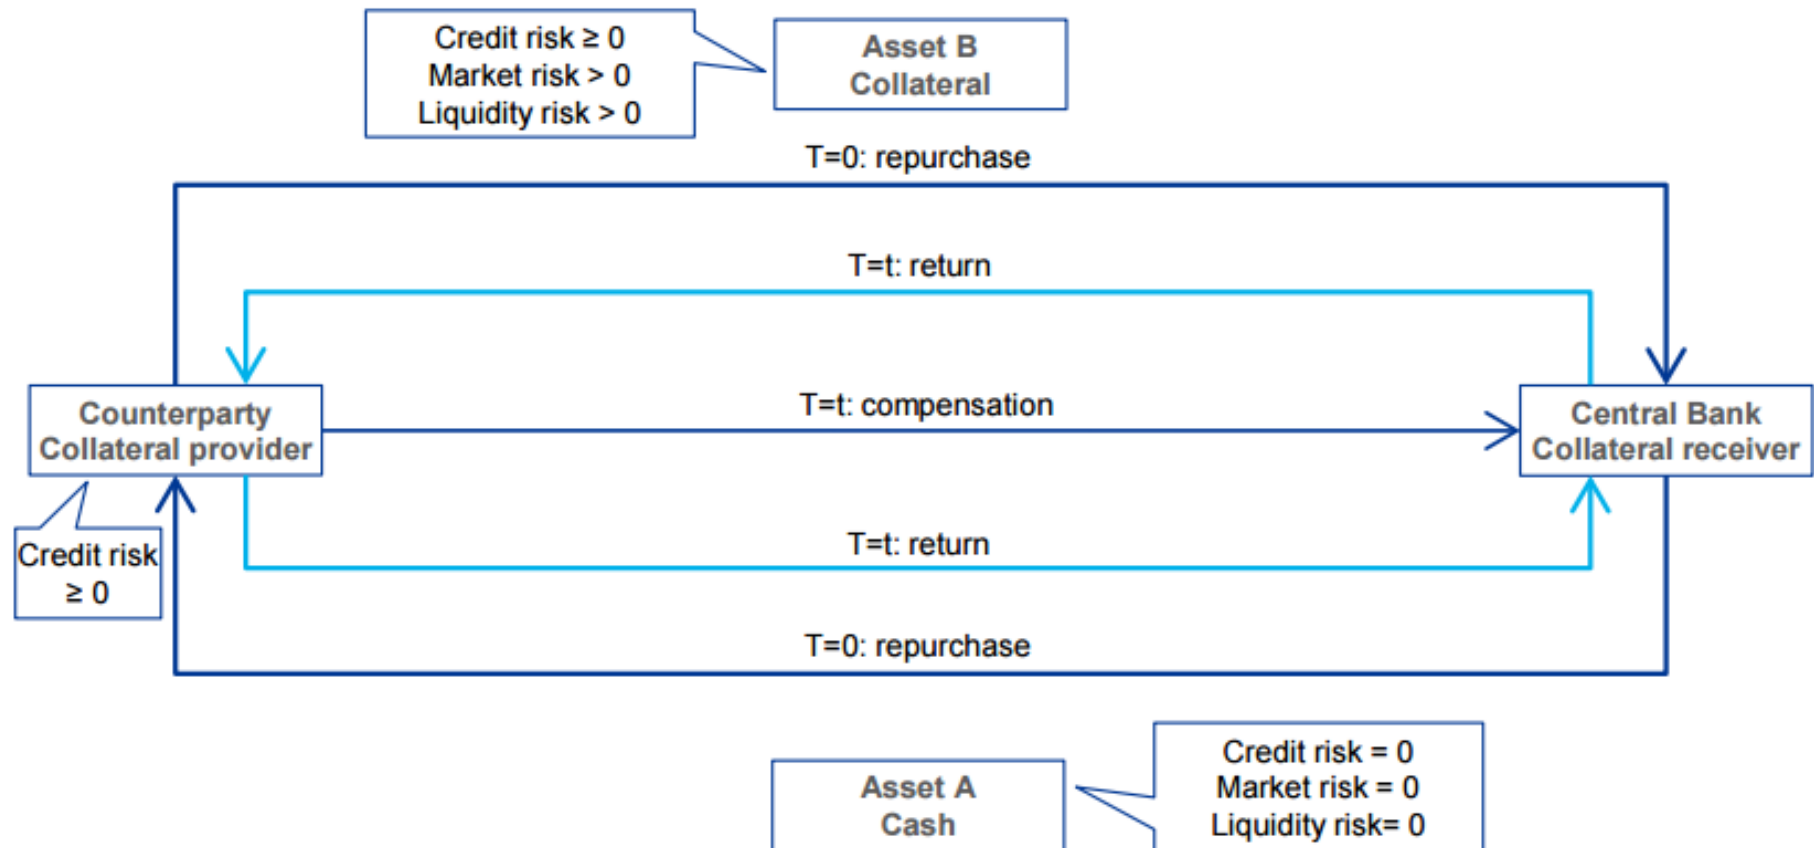 Credit risk ≥ 0
Market risk > 0
Liquidity risk > 0
Asset B
Collateral
T=0: repurchase
T=t: return
Counterparty
Collateral provider
T=t: compensation
Central Bank
Collateral receiver
Credit risk
≥ 0
T=t: return
T=0: repurchase
Asset A
Cash
Credit risk = 0
Market risk = 0
Liquidity risk= 0